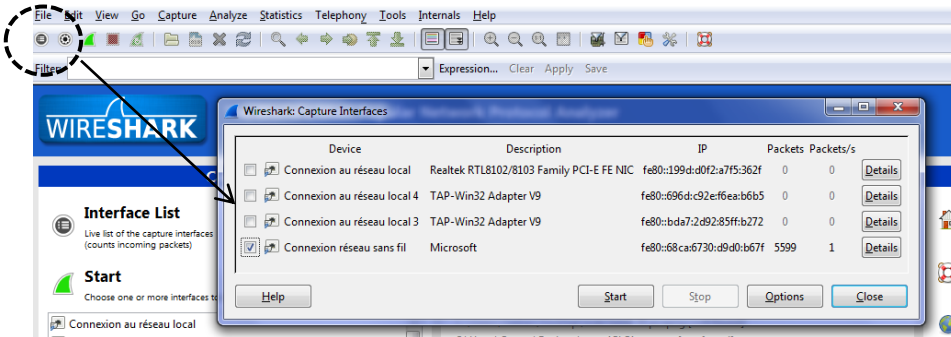 File Edit View Go Capture Analyze Statistics Telephony Tools Internals Help
Filter: Expression... Clear Apply Save
WIRESHARK
Wireshark: Capture Interfaces
Device Description IP Packets Packets/s
Connexion au réseau local Realtek RTL8102/8103 Family PCI-E FE NIC fe80::199d:d0f2:a7f5:362f 0 0 Details
Connexion au réseau local 4 TAP-Win32 Adapter V9 fe80::696d:c92e:f6ea:b6b5 0 0 Details
Connexion au réseau local 3 TAP-Win32 Adapter V9 fe80::bda7:2d92:85ff:b272 0 0 Details
Connexion réseau sans fil Microsoft fe80::68ca:6730:d9d0:b67f 5599 1 Details
Help Start Stop Options Close
Interface List
Live list of the capture interfaces
(counts incoming packets)
Start
Choose one or more interfaces to
Connexion au réseau local